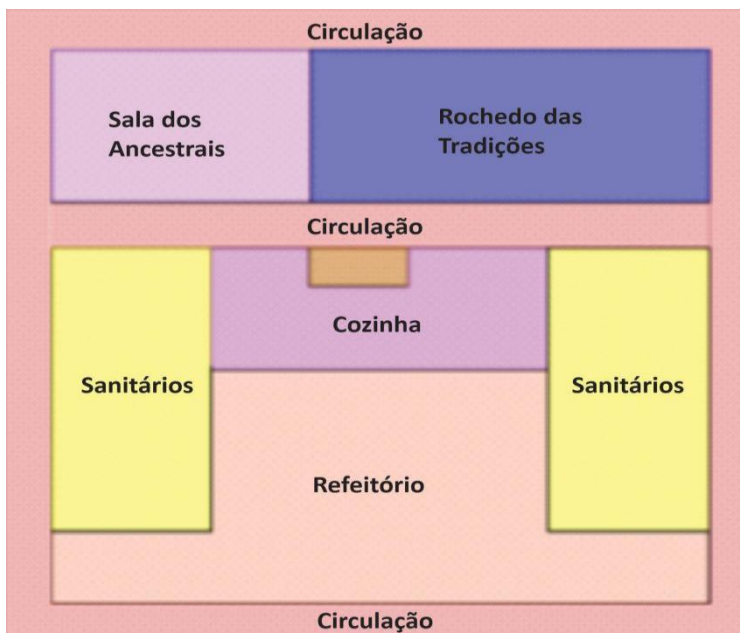 Circulação
Sala dos
Ancestrais
Rochedo das
Tradições
Circulação
Cozinha
Sanitários
Sanitários
Refeitório
Circulação